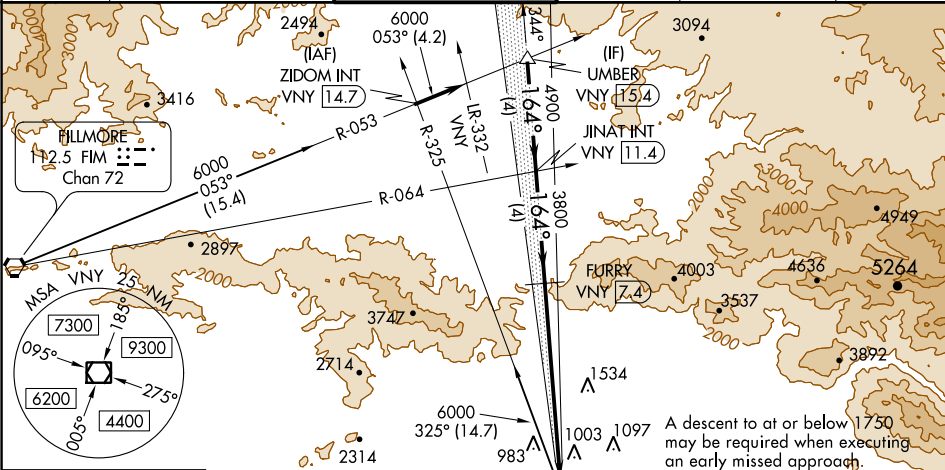 2494
6000
053° (4.2)
344°
3094
3000
(IAF)
ZIDOM INT
VNY 14.7
(IF)
UMBER
VNY 15.4
3416
4900
164°
(4)
LR-332
VNY
R-053
R-325
JINAT INT
VNY 11.4
FILLMORE
112.5 FIM
Chan 72
6000
053°
(15.4)
R-064
3800
164°
(4)
2000
3000
4000
4949
2897
2000
FURRY
VNY 7.4
4003
4636
5264
3537
3747
MSA VNY 25 NM
185°
7300
9300
095°
275°
6200
4400
005°
2714
3892
1534
6000
325° (14.7)
983
1003
1097
2314
A descent to at or below 1750
may be required when executing
an early missed approach.